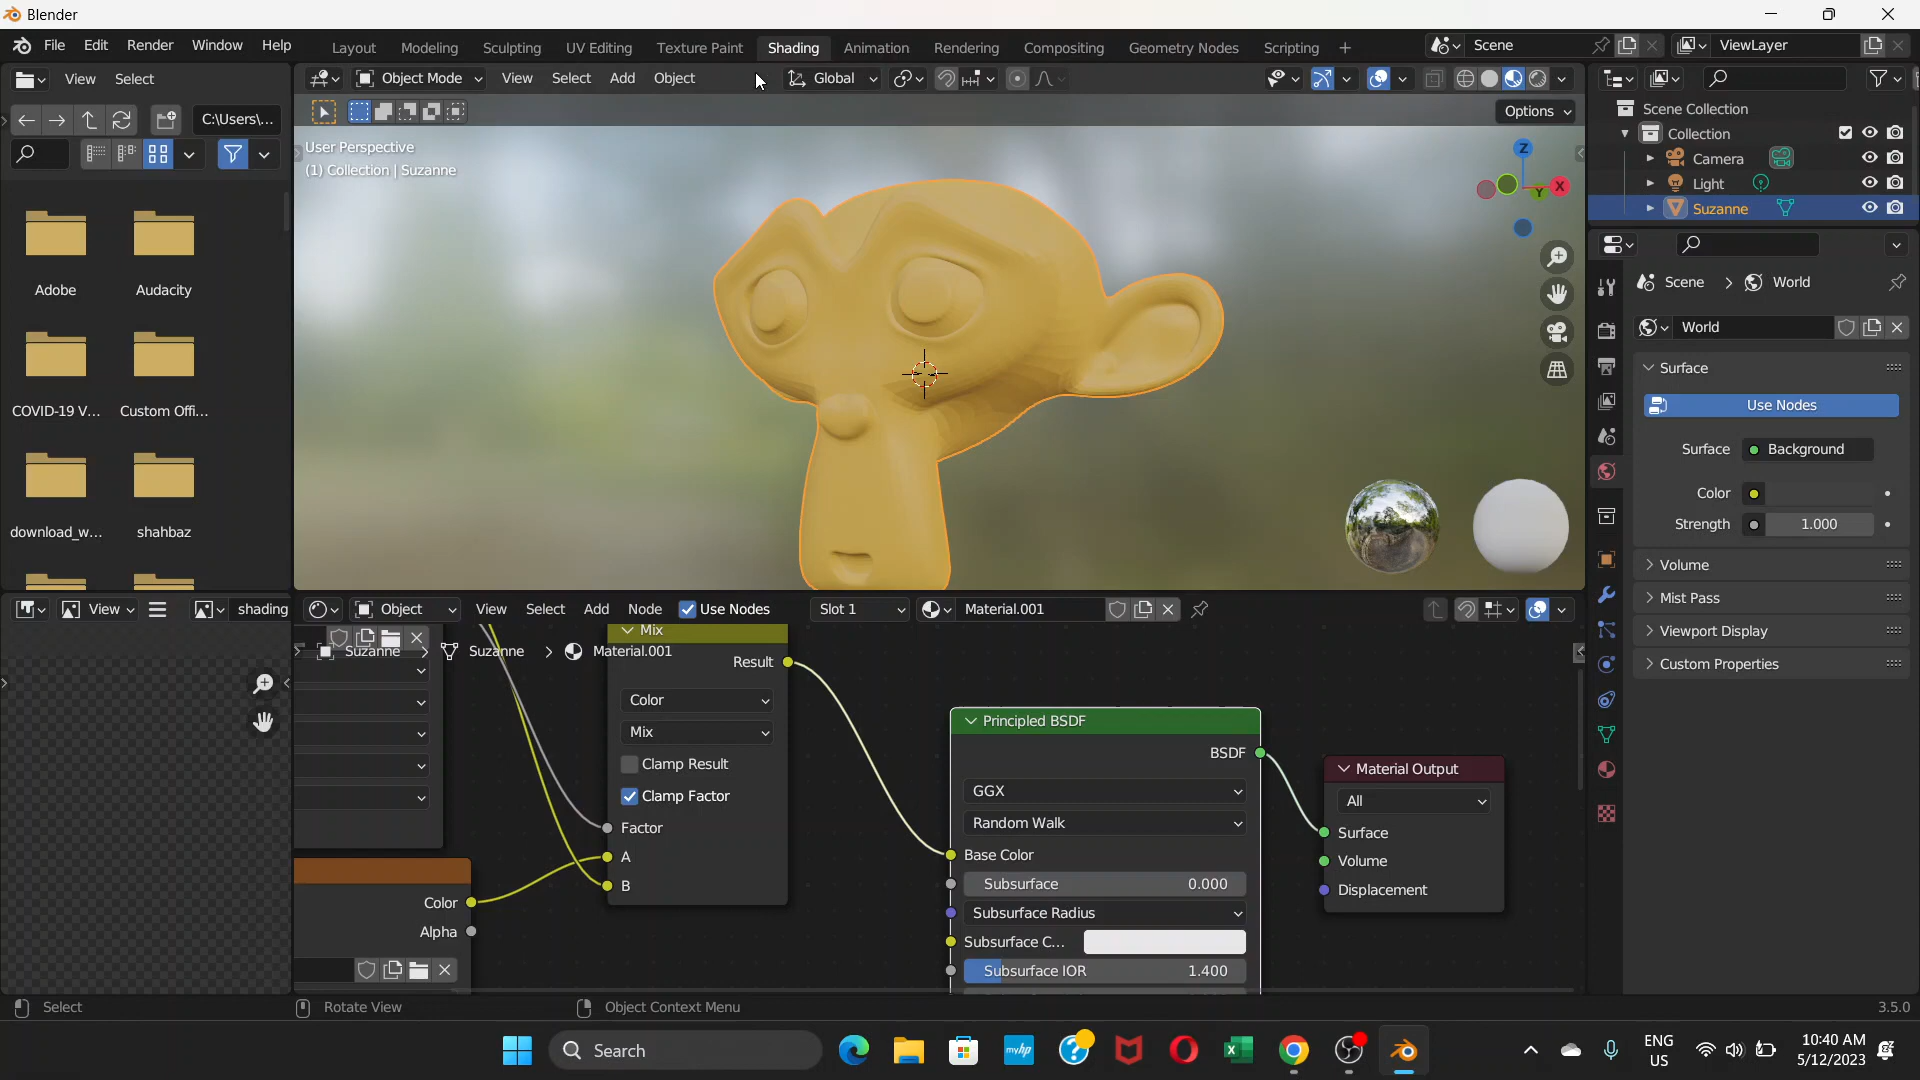 Blender
File Edit Render Window Help
Layout Modeling Sculpting UV Editing Texture Paint Shading Animation Rendering Compositing Geometry Nodes Scripting +
Scene
ViewLayer
View Select
Object Mode View Select Add Object
Global
C:\Users\...
Options
User Perspective
(1) Collection | Suzanne
Z
X
Y
Adobe
Audacity
COVID-19 V...
Custom Offi...
download_w...
shahbaz
Scene Collection
Collection
Camera
Light
Suzanne
Scene > World
World
Surface
Use Nodes
Surface Background
Color
Strength 1.000
Volume
Mist Pass
Viewport Display
Custom Properties
View
shading
Object View Select Add Node Use Nodes
Slot 1
Material.001
Suzanne > Suzanne > Material.001
Mix
Result
Color
Mix
Clamp Result
Clamp Factor
Factor
A
B
Color
Alpha
Principled BSDF
BSDF
GGX
Random Walk
Base Color
Subsurface 0.000
Subsurface Radius
Subsurface C...
Subsurface IOR 1.400
Material Output
All
Surface
Volume
Displacement
Select
Rotate View
Object Context Menu
3.5.0
Search
myhp
ENG
US
10:40 AM
5/12/2023